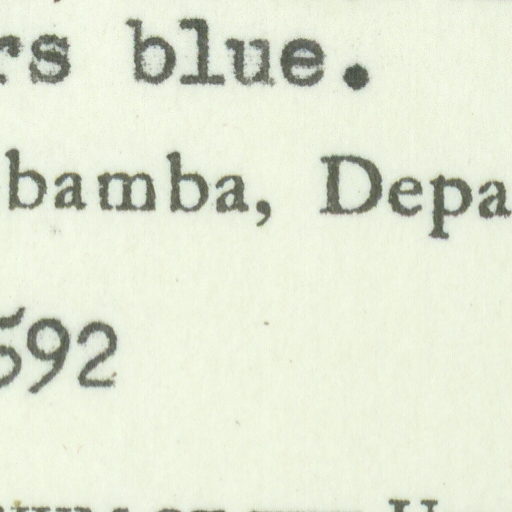 rs blue.
bamba, Depa
592